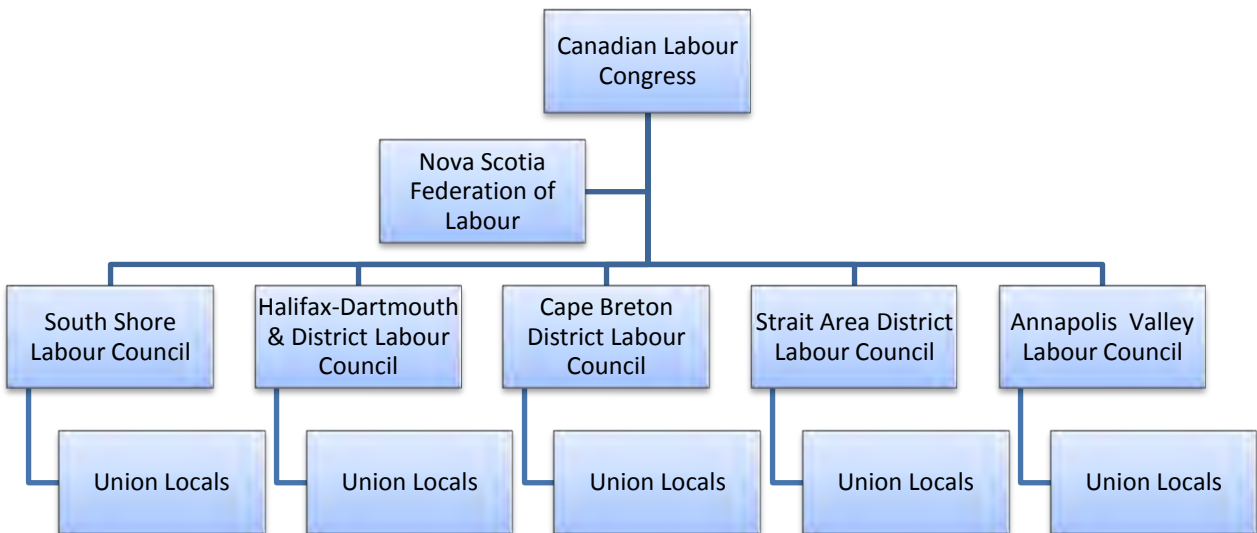 Canadian Labour
Congress
Nova Scotia
Federation of
Labour
South Shore
Labour Council
Halifax-Dartmouth
& District Labour
Council
Cape Breton
District Labour
Council
Strait Area District
Labour Council
Annapolis  Valley
Labour Council
Union Locals
Union Locals
Union Locals
Union Locals
Union Locals